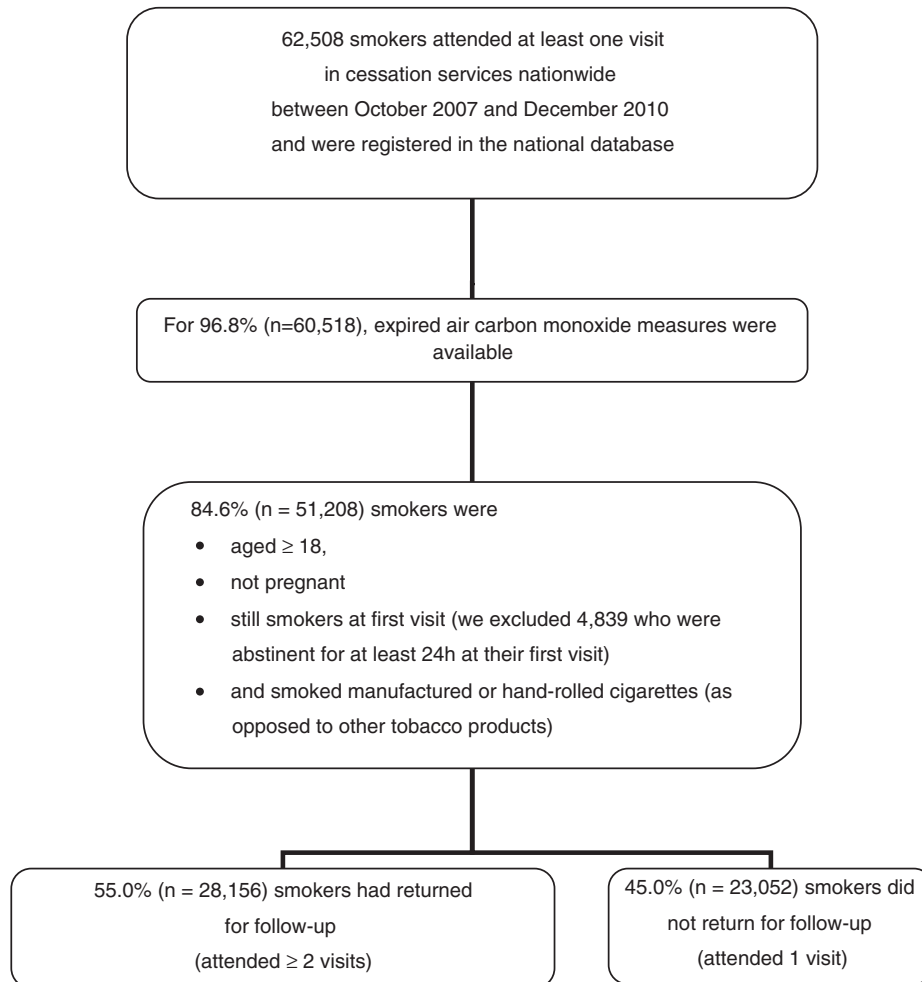 62,508 smokers attended at least one visit
in cessation services nationwide
between October 2007 and December 2010
and were registered in the national database
For 96.8% (n=60,518), expired air carbon monoxide measures were
available
84.6% (n = 51,208) smokers were
• aged ≥ 18,
• not pregnant
• still smokers at first visit (we excluded 4,839 who were
abstinent for at least 24h at their first visit)
• and smoked manufactured or hand-rolled cigarettes (as
opposed to other tobacco products)
55.0% (n = 28,156) smokers had returned
for follow-up
(attended ≥ 2 visits)
45.0% (n = 23,052) smokers did
not return for follow-up
(attended 1 visit)